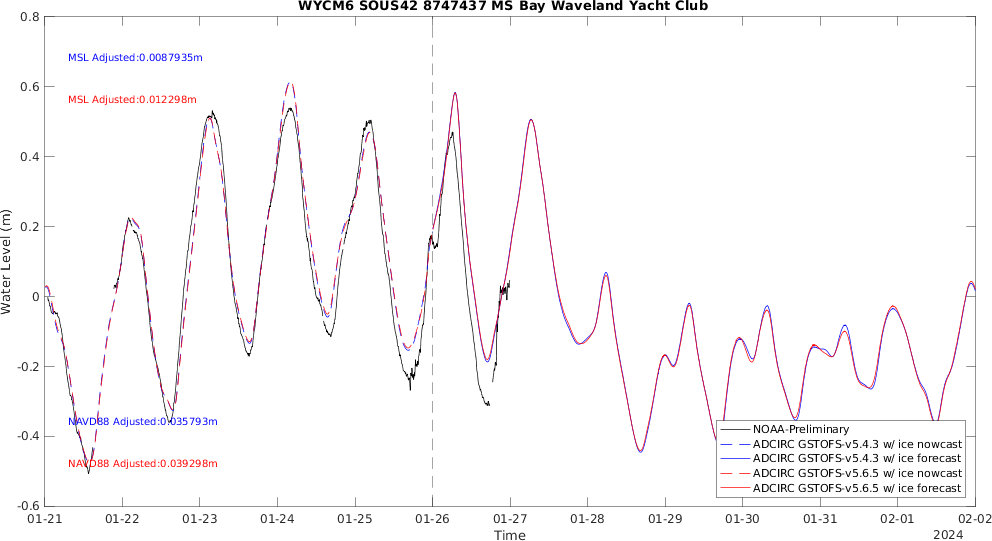 WYCM6 SOUS42 8747437 MS Bay Waveland Yacht Club
0.8
MSL Adjusted:0.0087935m
0.6
MSL Adjusted:0.012298m
0.4
0.2
0
-0.2
NAVD88 Adjusted:0.035793m
-0.4
NAVD88 Adjusted:0.039298m
-0.6
Water Level (m)
NOAA-Preliminary
ADCIRC GSTOFS-v5.4.3 w/ ice nowcast
ADCIRC GSTOFS-v5.4.3 w/ ice forecast
ADCIRC GSTOFS-v5.6.5 w/ ice nowcast
ADCIRC GSTOFS-v5.6.5 w/ ice forecast
01-21 01-22 01-23 01-24 01-25 01-26 01-27 01-28 01-29 01-30 01-31 02-01 02-02
Time
2024